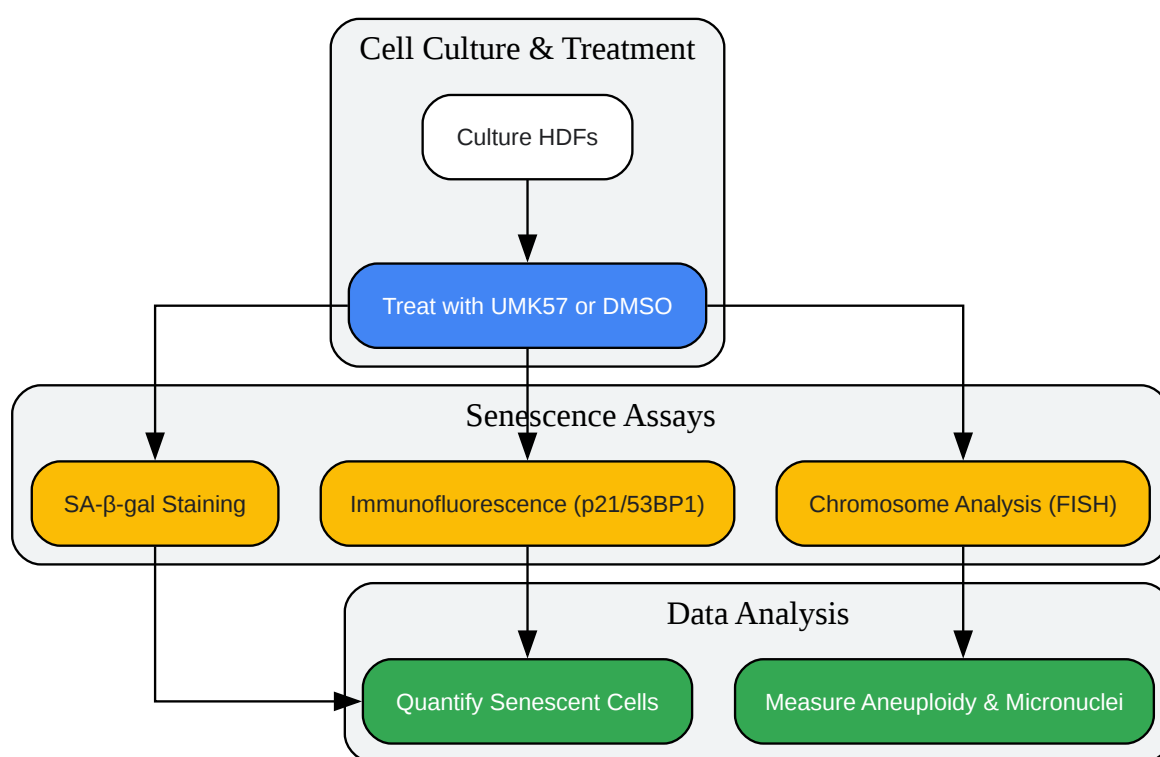 Cell Culture & Treatment
Culture HDFs
Treat with UMK57 or DMSO
Senescence Assays
SA-β-gal Staining
Immunofluorescence (p21/53BP1)
Chromosome Analysis (FISH)
Data Analysis
Quantify Senescent Cells
Measure Aneuploidy & Micronuclei